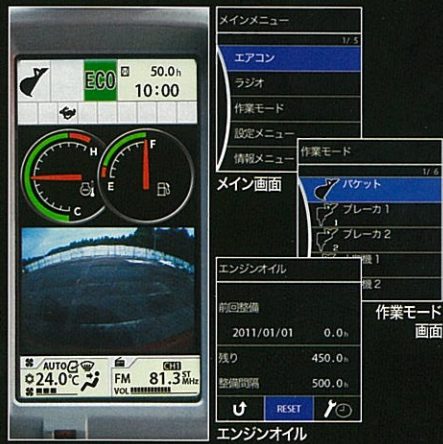 ECO
50.0h
10:00
H
C
F
E
AUTO
24.0℃
FM
CH1
81.3 ST MHz
VOL
メインメニュー
1/ 5
エアコン
ラジオ
作業モード
設定メニュー
情報メニュー
メイン画面
作業モード
1/ 6
バケット
ブレーカ1
1
ブレーカ2
2
機1
機2
作業モード
画面
エンジンオイル
前回整備
2011/01/01 0.0h
残り 450.0h
整備間隔 500.0h
RESET
エンジンオイル